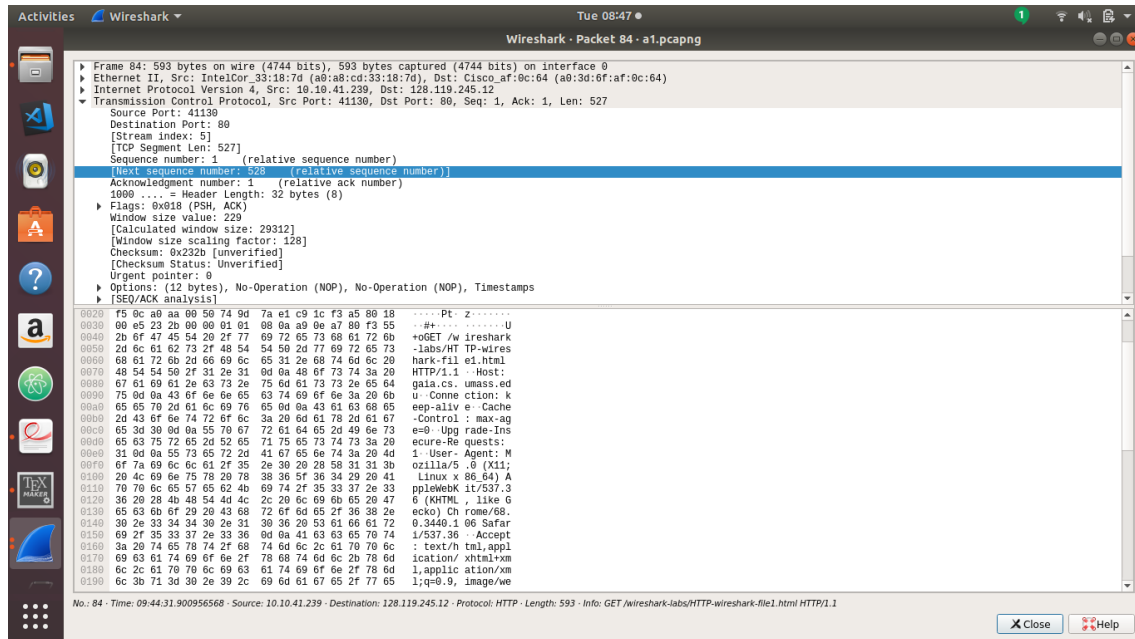 Activities Wireshark Tue 08:47 1
Wireshark · Packet 84 · a1.pcapng
Frame 84: 593 bytes on wire (4744 bits), 593 bytes captured (4744 bits) on interface 0
Ethernet II, Src: IntelCor_33:18:7d (a0:a8:cd:33:18:7d), Dst: Cisco_af:0c:64 (a0:3d:6f:af:0c:64)
Internet Protocol Version 4, Src: 10.10.41.239, Dst: 128.119.245.12
Transmission Control Protocol, Src Port: 41130, Dst Port: 80, Seq: 1, Ack: 1, Len: 527
Source Port: 41130
Destination Port: 80
[Stream index: 5]
[TCP Segment Len: 527]
Sequence number: 1 (relative sequence number)
[Next sequence number: 528 (relative sequence number)]
Acknowledgment number: 1 (relative ack number)
1000 .... = Header Length: 32 bytes (8)
Flags: 0x018 (PSH, ACK)
Window size value: 229
[Calculated window size: 29312]
[Window size scaling factor: 128]
Checksum: 0x232b [unverified]
[Checksum Status: Unverified]
Urgent pointer: 0
Options: (12 bytes), No-Operation (NOP), No-Operation (NOP), Timestamps
[SEQ/ACK analysis]
0020 f5 0c a0 aa 00 50 74 9d 7a e1 c9 1c f3 a5 80 18 ·····Pt· z·······
0030 00 e5 23 2b 00 00 01 01 08 0a a9 0e a7 80 f3 55 ··#+···· ·······U
0040 2b 6f 47 45 54 20 2f 77 69 72 65 73 68 61 72 6b +oGET /w ireshark
0050 2d 6c 61 62 73 2f 48 54 54 50 2d 77 69 72 65 73 -labs/HT TP-wires
0060 68 61 72 6b 2d 66 69 6c 65 31 2e 68 74 6d 6c 20 hark-fil e1.html
0070 48 54 54 50 2f 31 2e 31 0d 0a 48 6f 73 74 3a 20 HTTP/1.1 ··Host:
0080 67 61 69 61 2e 63 73 2e 75 6d 61 73 73 2e 65 64 gaia.cs. umass.ed
0090 75 0d 0a 43 6f 6e 6e 65 63 74 69 6f 6e 3a 20 6b u··Conne ction: k
00a0 65 65 70 2d 61 6c 69 76 65 0d 0a 43 61 63 68 65 eep-aliv e··Cache
00b0 2d 43 6f 6e 74 72 6f 6c 3a 20 6d 61 78 2d 61 67 -Control : max-ag
00c0 65 3d 30 0d 0a 55 70 67 72 61 64 65 2d 49 6e 73 e=0··Upg rade-Ins
00d0 65 63 75 72 65 2d 52 65 71 75 65 73 74 73 3a 20 ecure-Re quests:
00e0 31 0d 0a 55 73 65 72 2d 41 67 65 6e 74 3a 20 4d 1··User- Agent: M
00f0 6f 7a 69 6c 6c 61 2f 35 2e 30 20 28 58 31 31 3b ozilla/5 .0 (X11;
0100 20 4c 69 6e 75 78 20 78 38 36 5f 36 34 29 20 41 Linux x 86_64) A
0110 70 70 6c 65 57 65 62 4b 69 74 2f 35 33 37 2e 33 ppleWebK it/537.3
0120 36 20 28 4b 48 54 4d 4c 2c 20 6c 69 6b 65 20 47 6 (KHTML , like G
0130 65 63 6b 6f 29 20 43 68 72 6f 6d 65 2f 36 38 2e ecko) Ch rome/68.
0140 30 2e 33 34 34 30 2e 31 30 36 20 53 61 66 61 72 0.3440.1 06 Safar
0150 69 2f 35 33 37 2e 33 36 0d 0a 41 63 63 65 70 74 i/537.36 ··Accept
0160 3a 20 74 65 78 74 2f 68 74 6d 6c 2c 61 70 70 6c : text/h tml,appl
0170 69 63 61 74 69 6f 6e 2f 78 68 74 6d 6c 2b 78 6d ication/ xhtml+xm
0180 6c 2c 61 70 70 6c 69 63 61 74 69 6f 6e 2f 78 6d l,applic ation/xm
0190 6c 3b 71 3d 30 2e 39 2c 69 6d 61 67 65 2f 77 65 l;q=0.9, image/we
No.: 84 · Time: 09:44:31.900956568 · Source: 10.10.41.239 · Destination: 128.119.245.12 · Protocol: HTTP · Length: 593 · Info: GET /wireshark-labs/HTTP-wireshark-file1.html HTTP/1.1
Close Help
TEX
MAKER